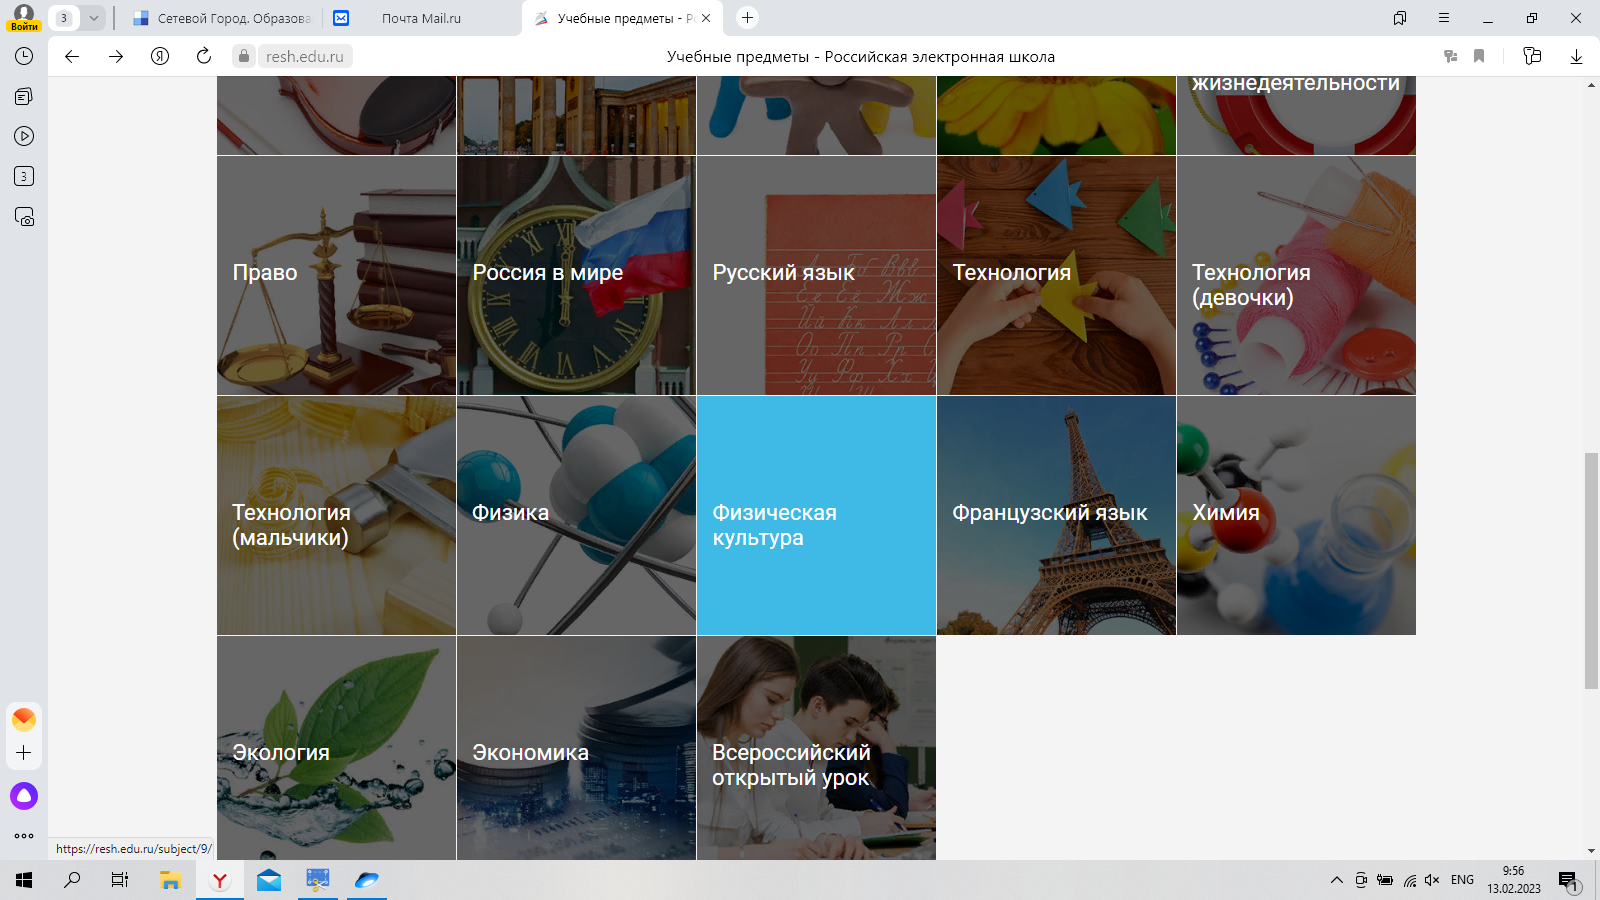 3
Сетевой Город. Образова
Почта Mail.ru
Учебные предметы - Р
Войти
Я
resh.edu.ru
Учебные предметы - Российская электронная школа
3
жизнедеятельности
Право
Россия в мире
Русский язык
Технология
Технология
(девочки)
Технология
(мальчики)
Физика
Физическая
культура
Французский язык
Химия
Экология
Экономика
Всероссийский
открытый урок
https://resh.edu.ru/subject/9/
ENG
9:56
13.02.2023
1